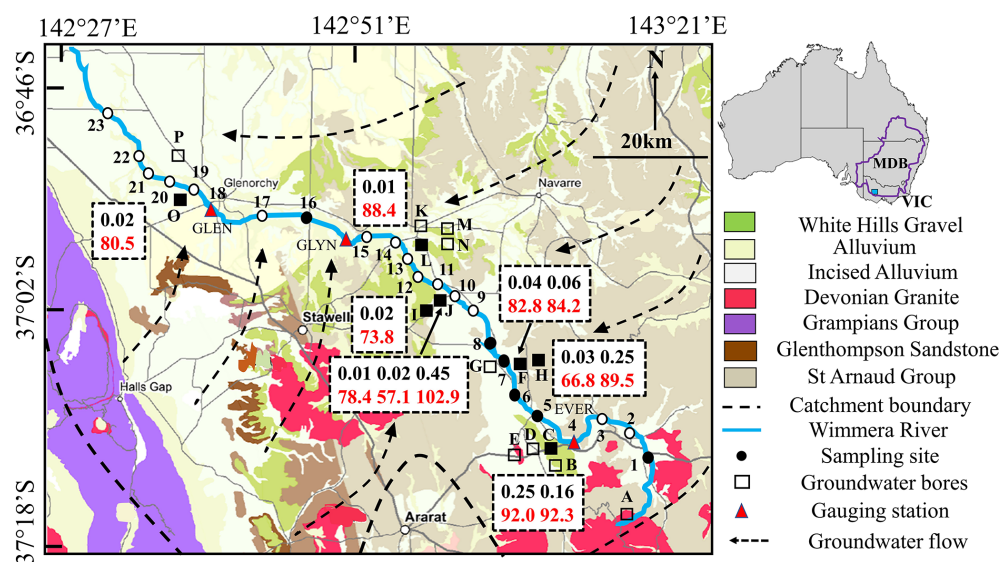 142°27′E
142°51′E
143°21′E
36°46′S
37°02′S
37°18′S
N
20km
23
P
22
21
20
19
18
O
Glenorchy
GLEN
17
16
GLYN
15
14
13
12
11
10
9
K
M
N
L
I
J
Navarre
0.02
80.5
0.01
88.4
0.04 0.06
82.8 84.2
0.02
73.8
Stawell
0.01 0.02 0.45
78.4 57.1 102.9
0.03 0.25
66.8 89.5
8
G
7
F
H
6
5
EVER
4
3
2
1
E
D
C
B
A
Halls Gap
0.25 0.16
92.0 92.3
Ararat
MDB
VIC
White Hills Gravel
Alluvium
Incised Alluvium
Devonian Granite
Grampians Group
Glenthompson Sandstone
St Arnaud Group
Catchment boundary
Wimmera River
Sampling site
Groundwater bores
Gauging station
Groundwater flow